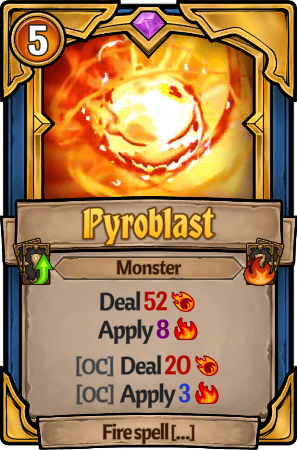 5
Pyroblast
Monster
Deal 52
Apply 8
[OC] Deal 20
[OC] Apply 3
Fire spell [...]